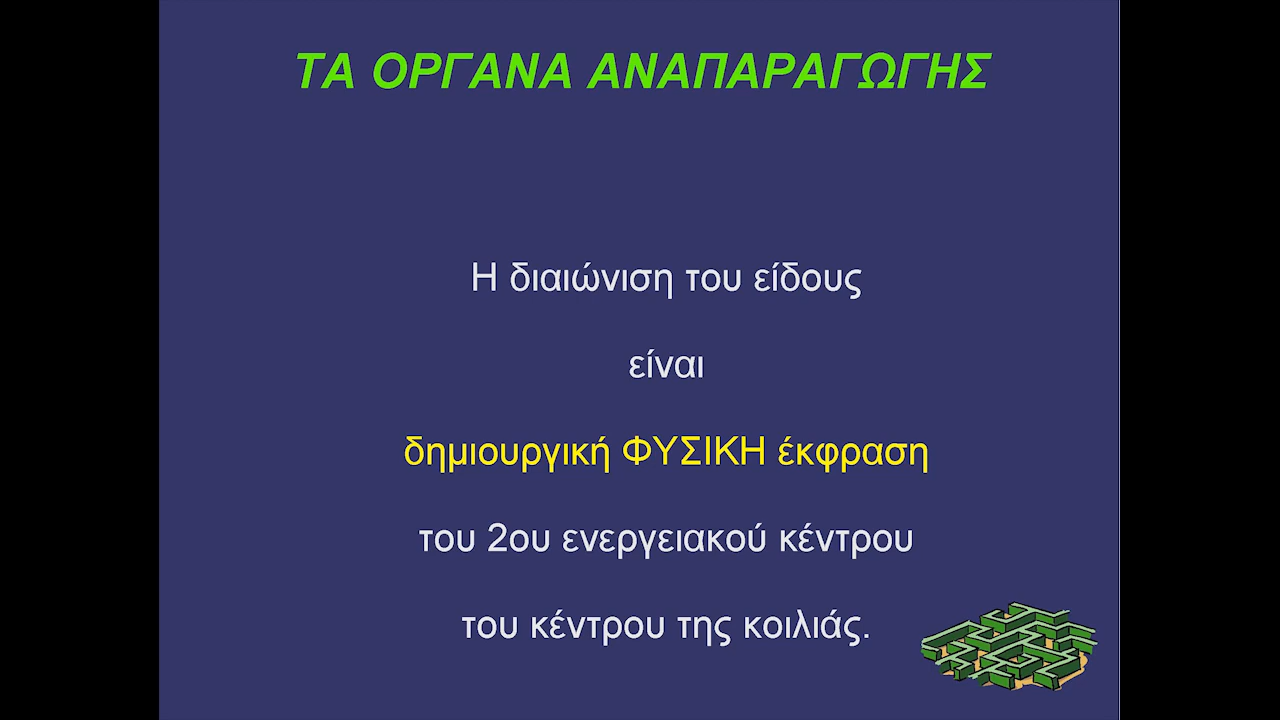 ΤΑ ΟΡΓΑΝΑ ΑΝΑΠΑΡΑΓΩΓΗΣ
Η διαιώνιση του είδους
είναι
δημιουργική ΦΥΣΙΚΗ έκφραση
του 2ου ενεργειακού κέντρου
του κέντρου της κοιλιάς.